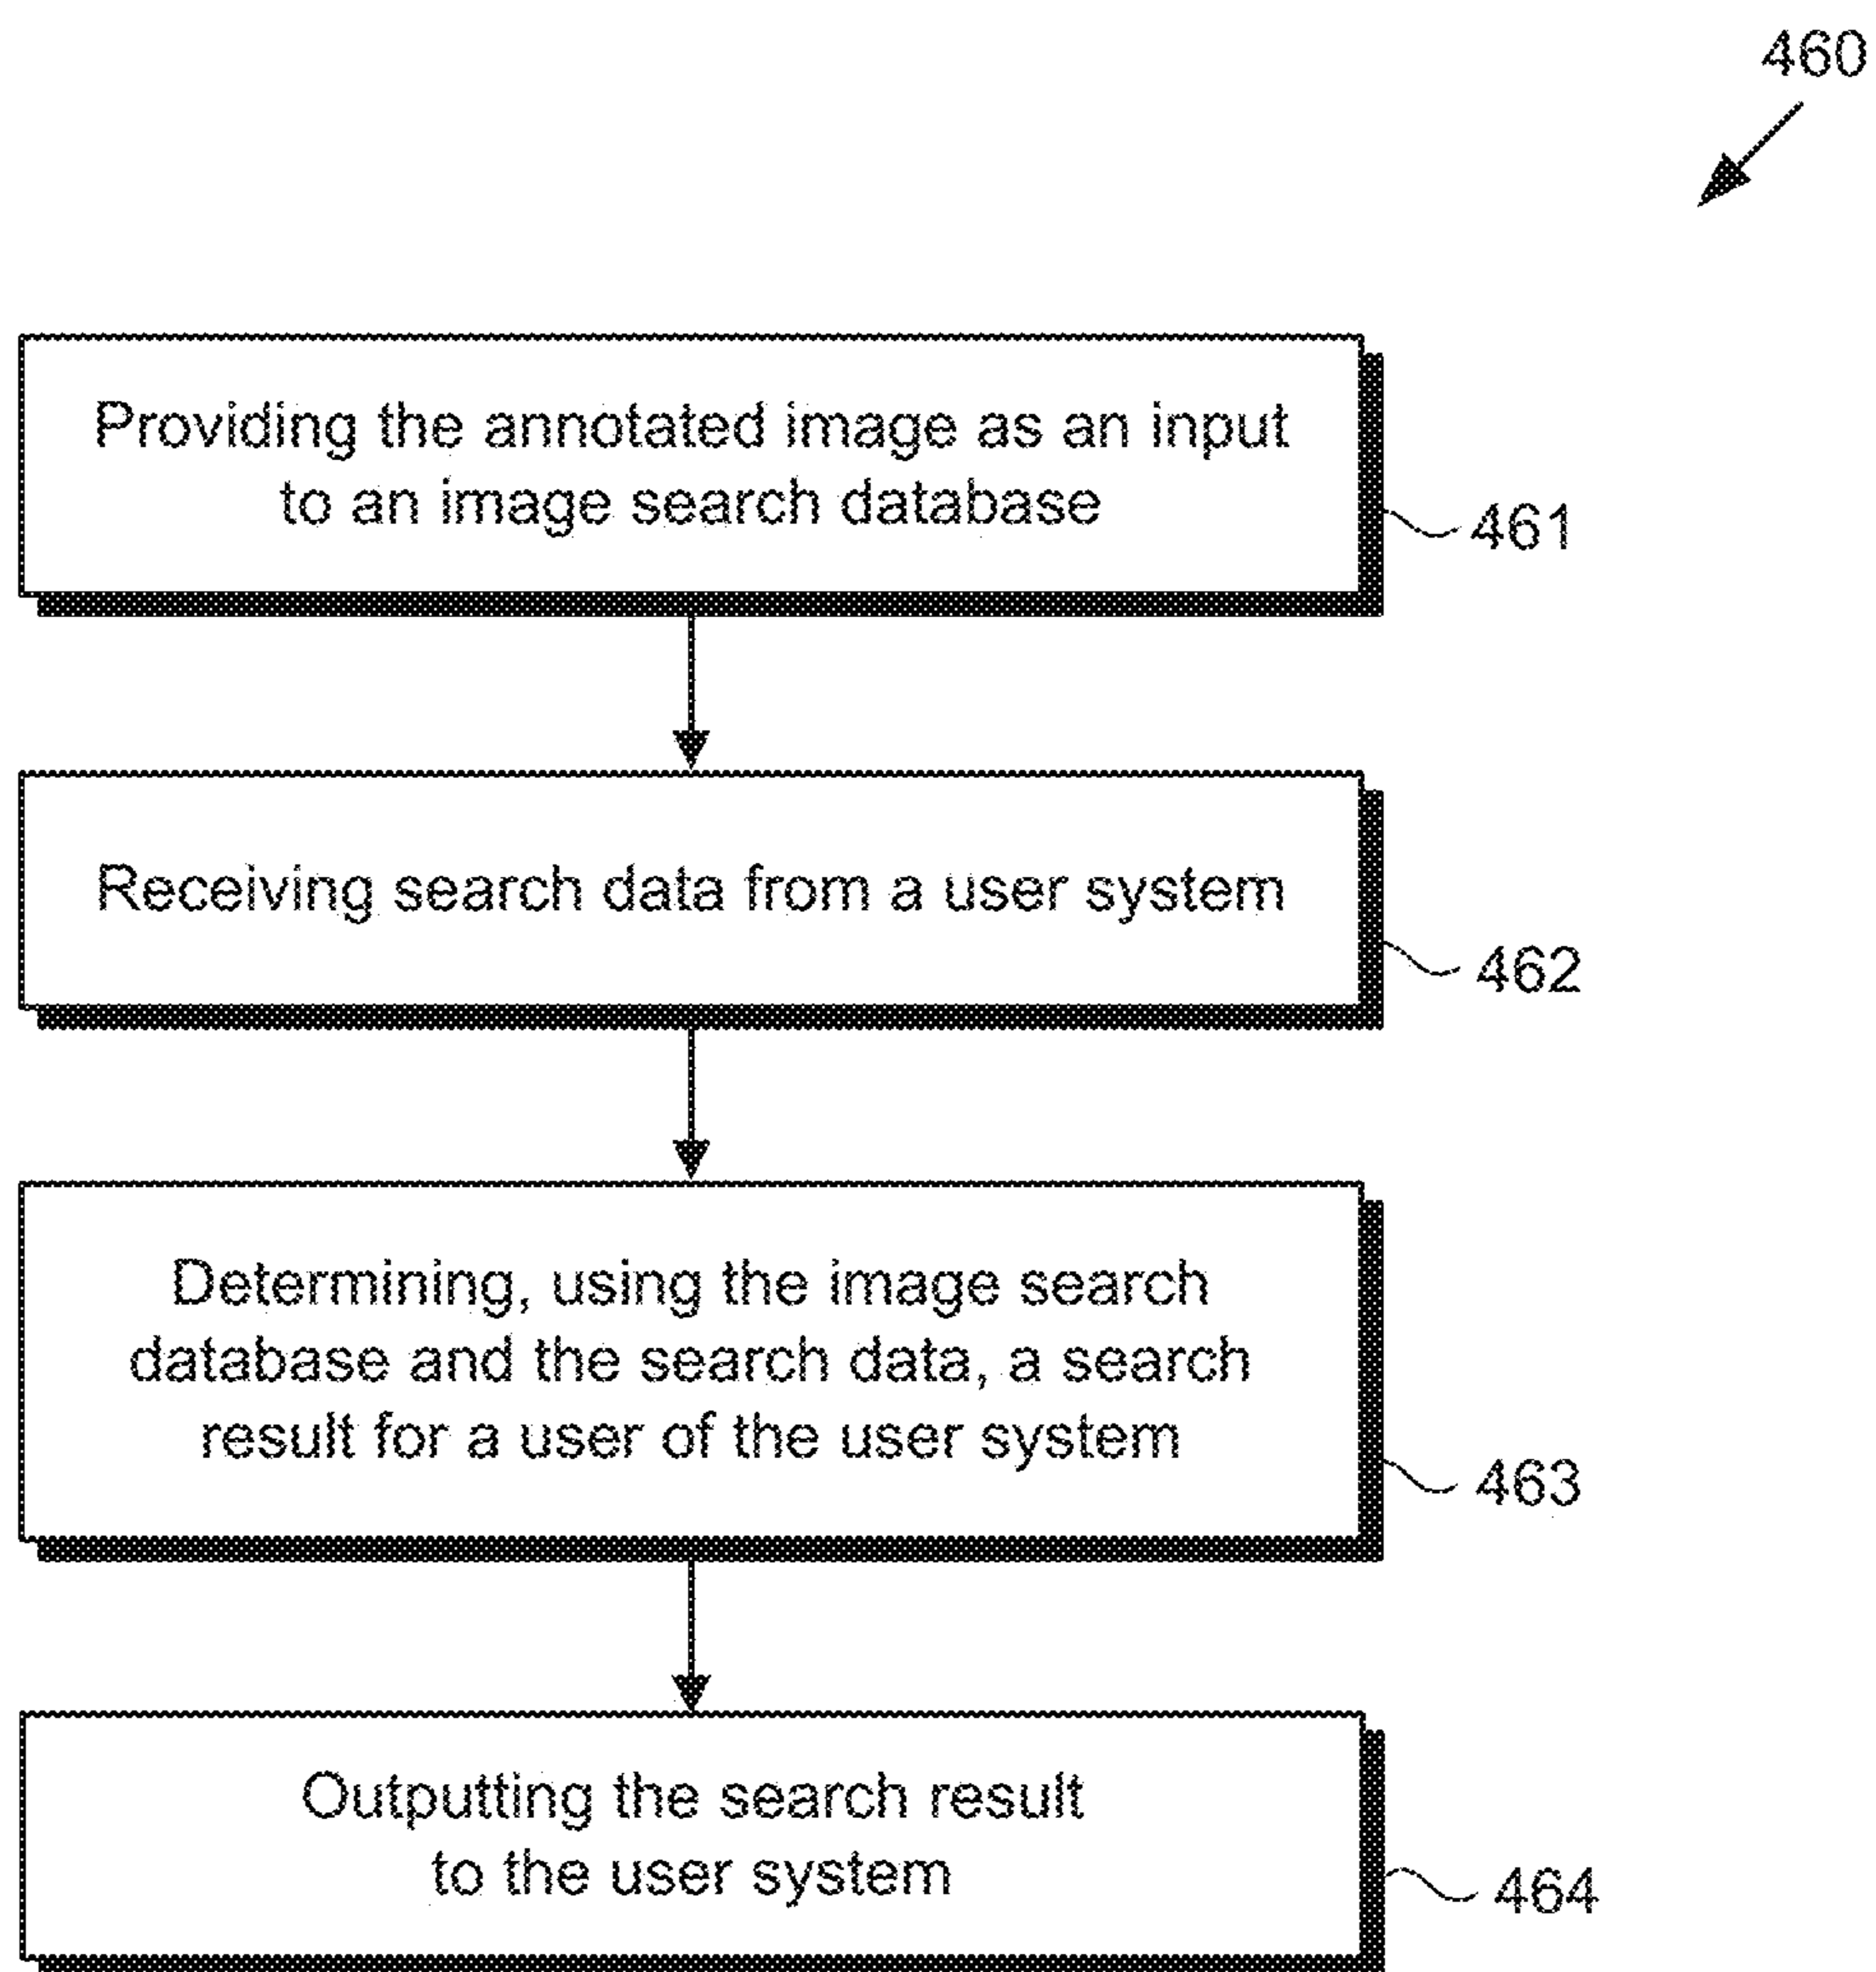 460
Providing the annotated image as an input
to an image search database
461
Receiving search data from a user system
462
Determining, using the image search
database and the search data, a search
result for a user of the user system
463
Outputting the search result
to the user system
464